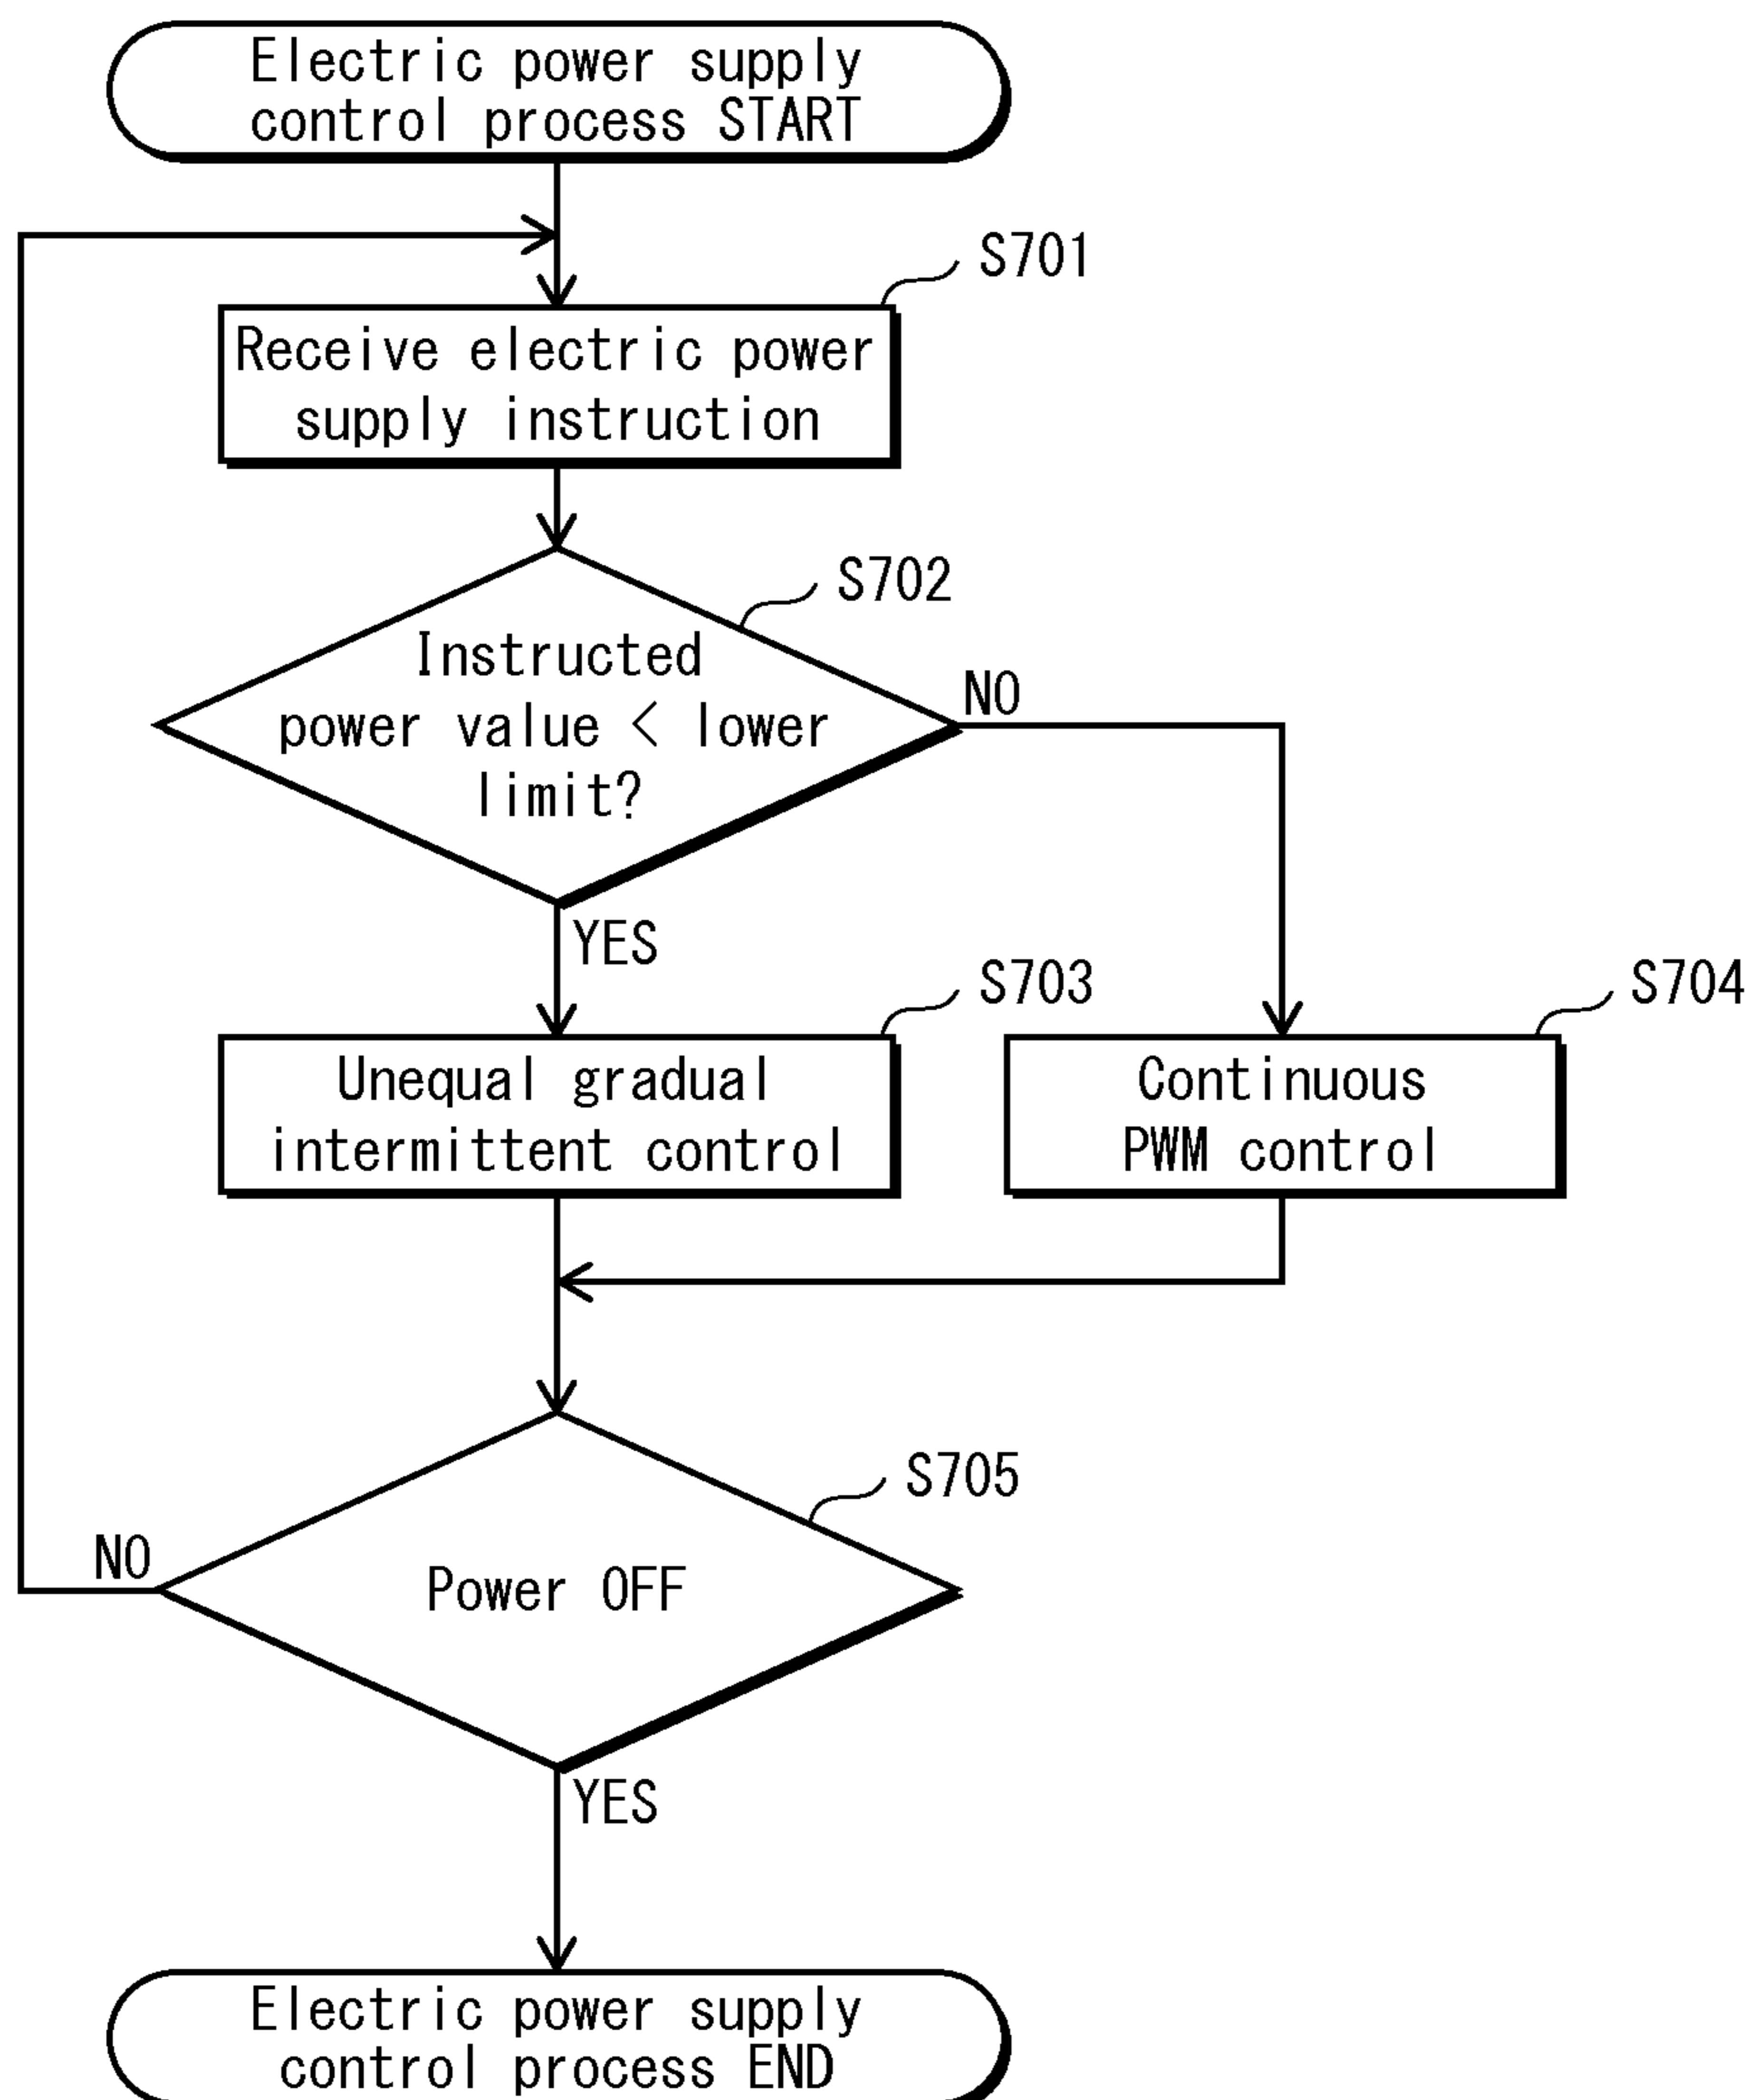 Electric power supply
control process START
S701
Receive electric power
supply instruction
S702
Instructed
power value < lower
limit?
NO
YES
S703
S704
Unequal gradual
intermittent control
Continuous
PWM control
S705
NO
Power OFF
YES
Electric power supply
control process END